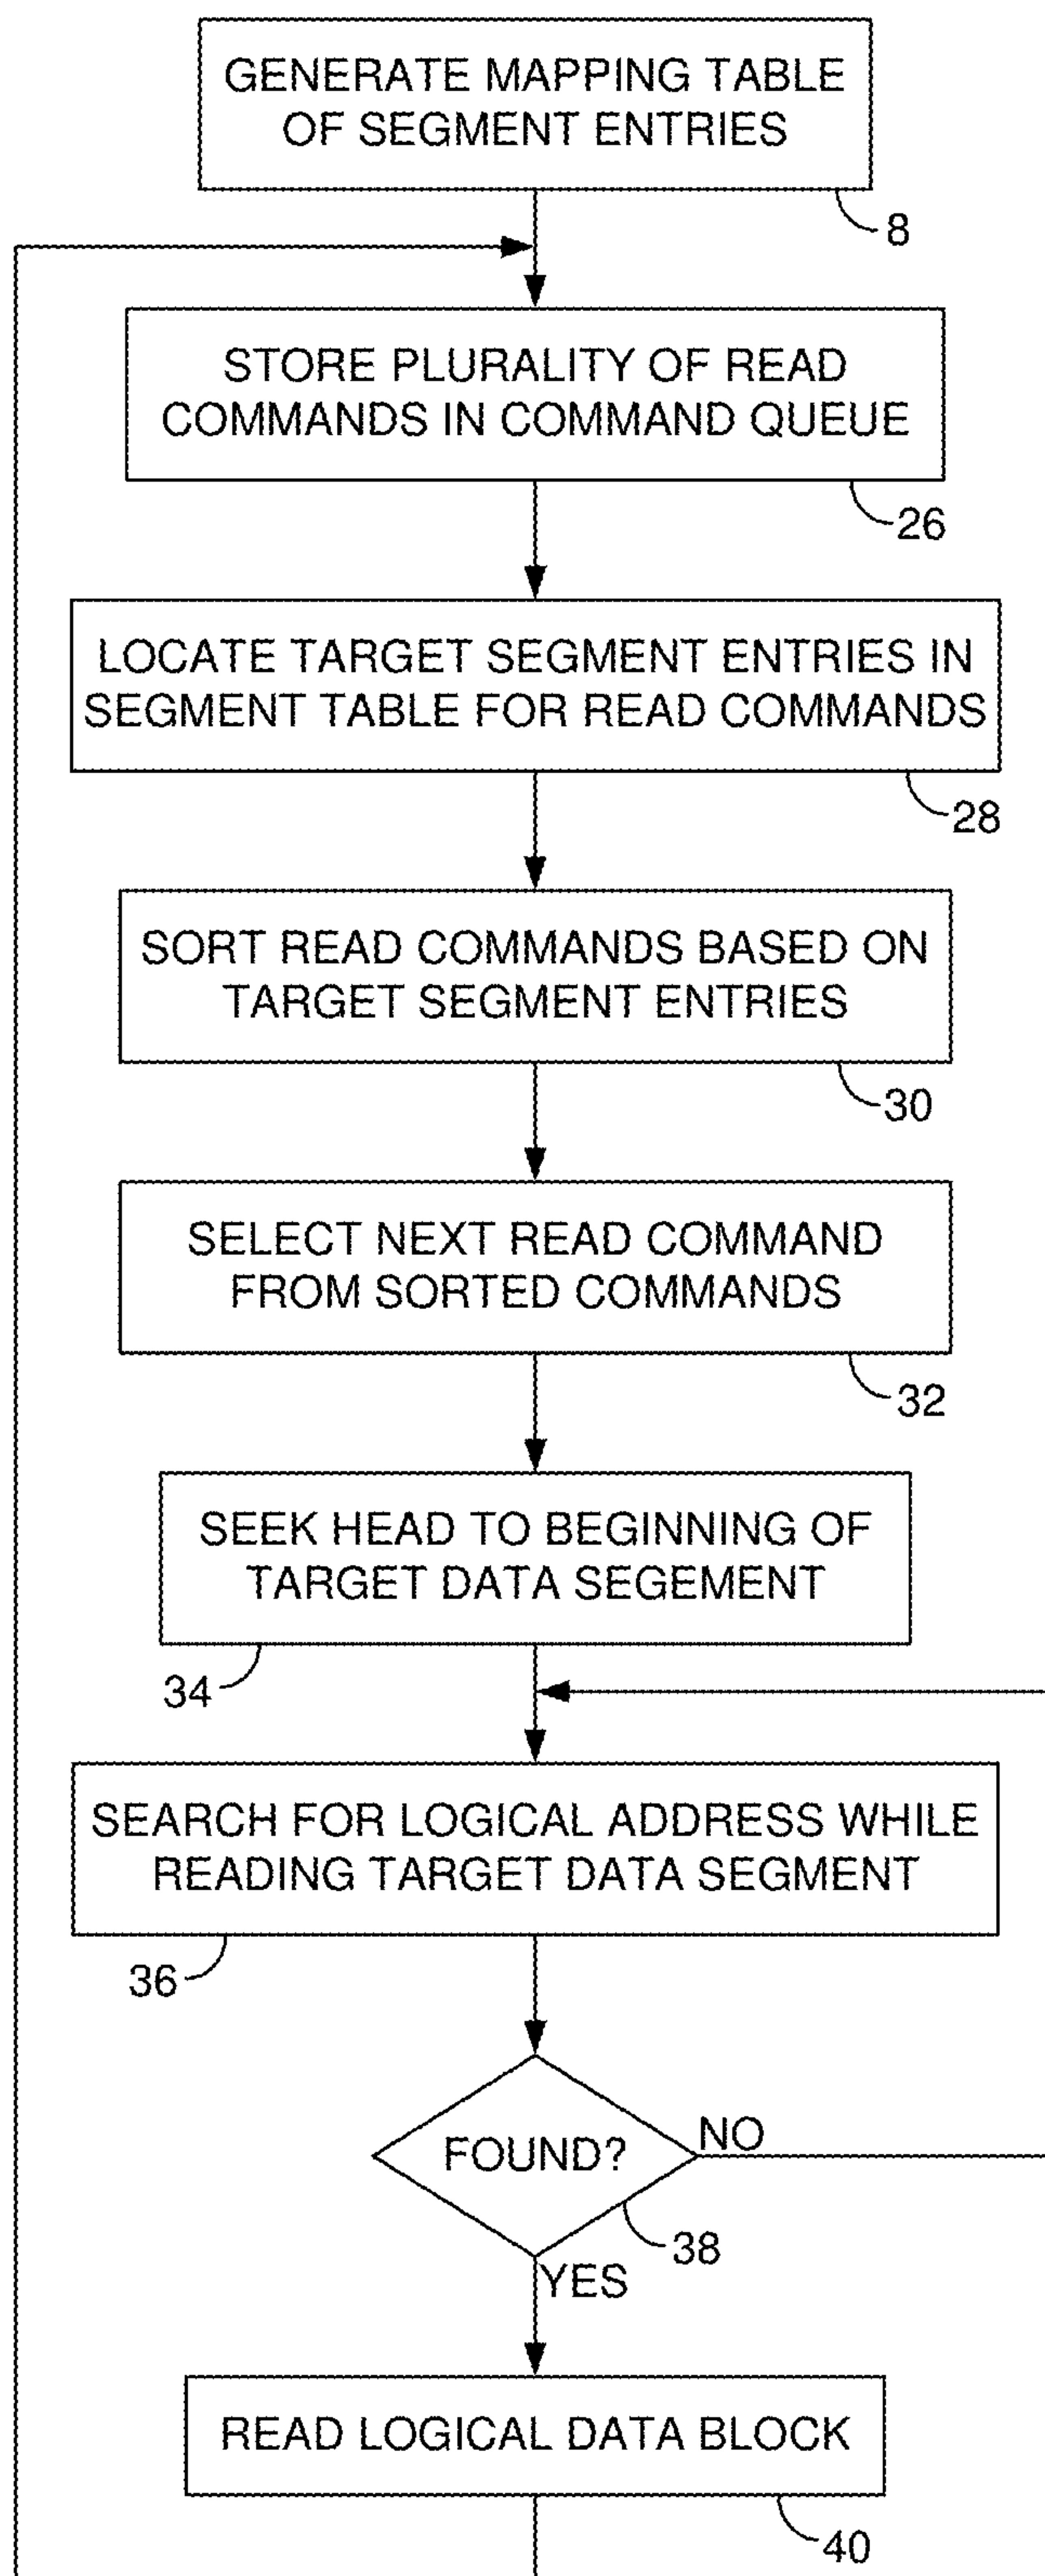 GENERATE MAPPING TABLE
OF SEGMENT ENTRIES
8
STORE PLURALITY OF READ
COMMANDS IN COMMAND QUEUE
26
LOCATE TARGET SEGMENT ENTRIES IN
SEGMENT TABLE FOR READ COMMANDS
28
SORT READ COMMANDS BASED ON
TARGET SEGMENT ENTRIES
30
SELECT NEXT READ COMMAND
FROM SORTED COMMANDS
32
SEEK HEAD TO BEGINNING OF
TARGET DATA SEGEMENT
34
SEARCH FOR LOGICAL ADDRESS WHILE
READING TARGET DATA SEGMENT
36
FOUND?
NO
38
YES
READ LOGICAL DATA BLOCK
40